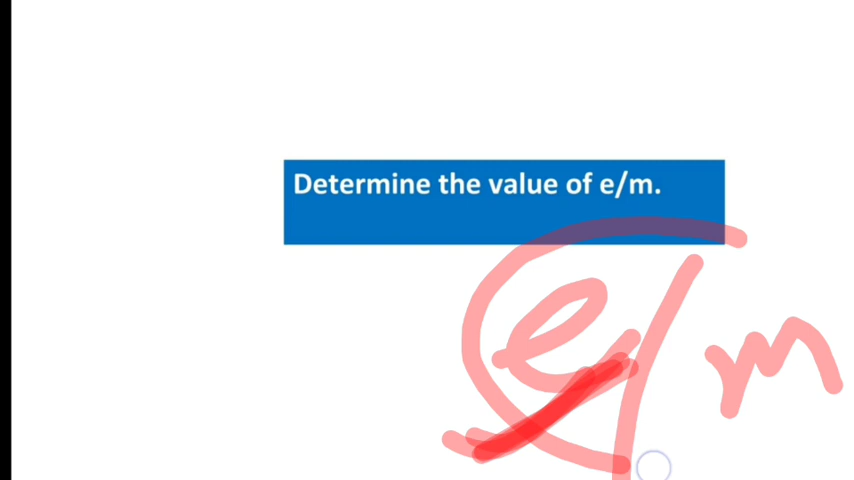 Determine the value of e/m.
e/m